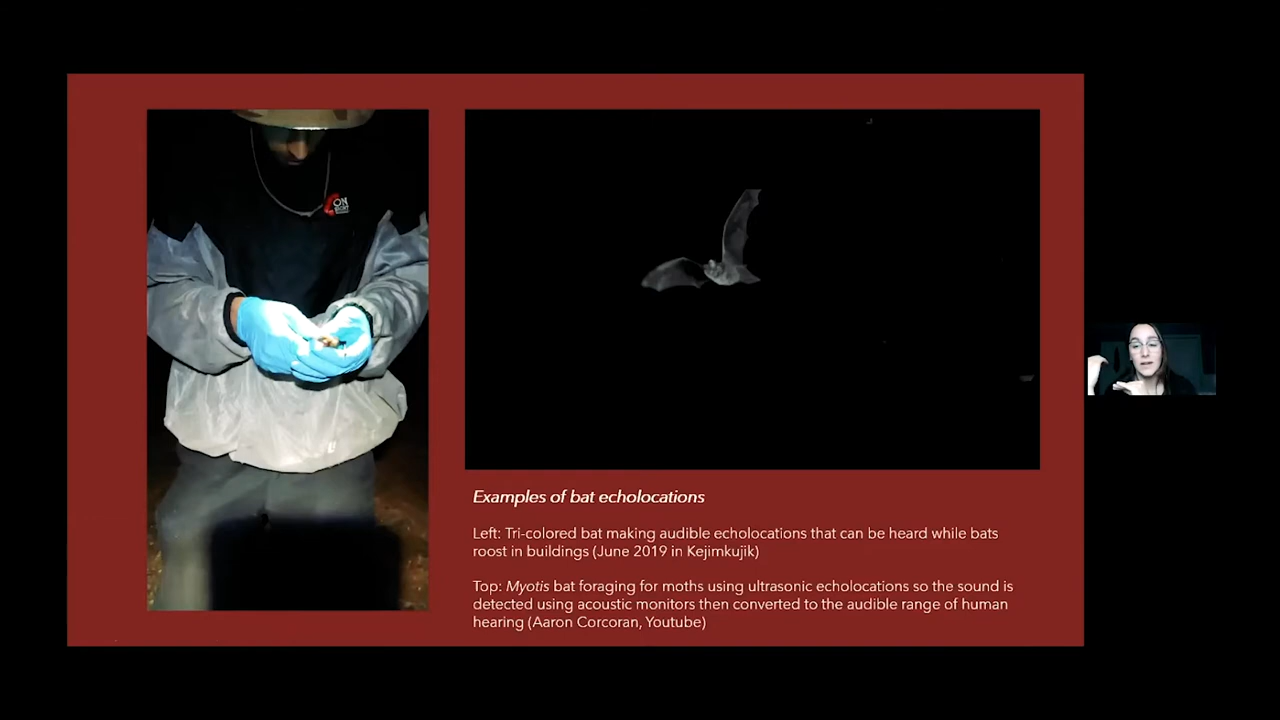 ON
Examples of bat echolocations
Left: Tri-colored bat making audible echolocations that can be heard while bats
roost in buildings (June 2019 in Kejimkujik)
Top: Myotis bat foraging for moths using ultrasonic echolocations so the sound is
detected using acoustic monitors then converted to the audible range of human
hearing (Aaron Corcoran, Youtube)